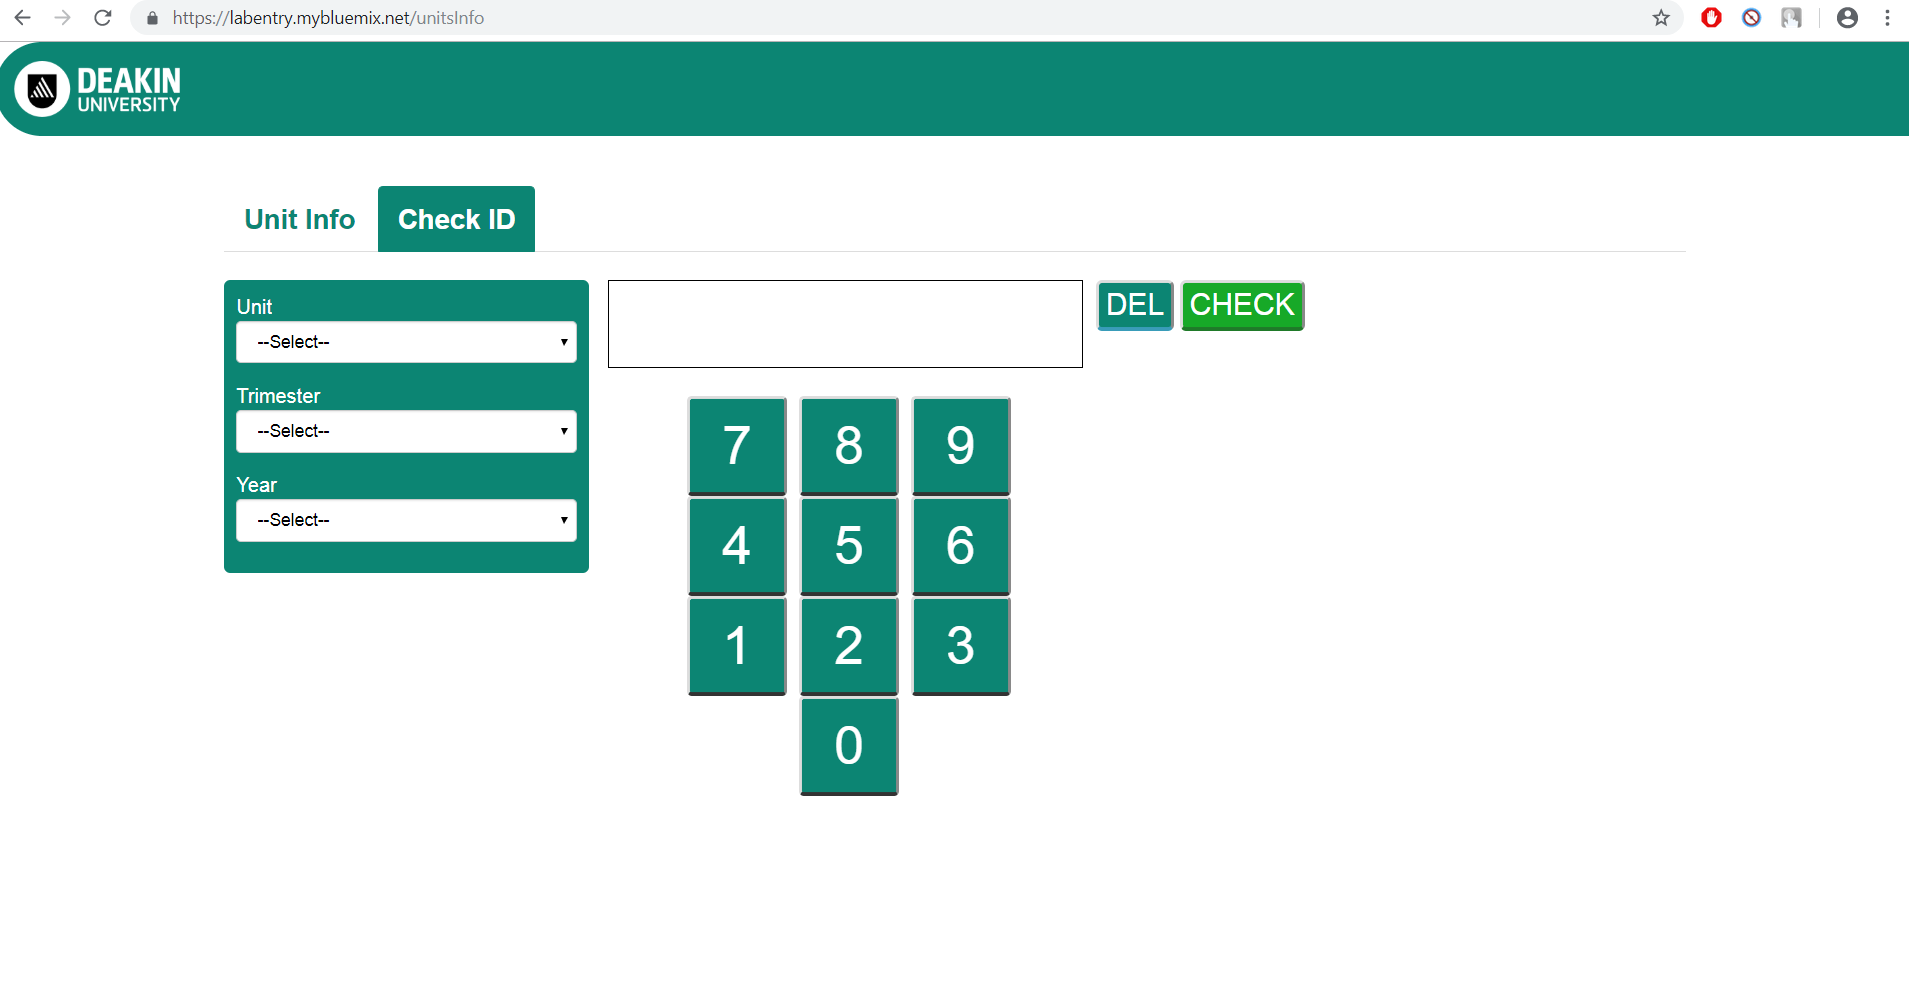 https://labentry.mybluemix.net/unitsInfo
DEAKIN
UNIVERSITY
Unit Info
Check ID
Unit
--Select--
Trimester
--Select--
Year
--Select--
DEL
CHECK
7 8 9
4 5 6
1 2 3
0